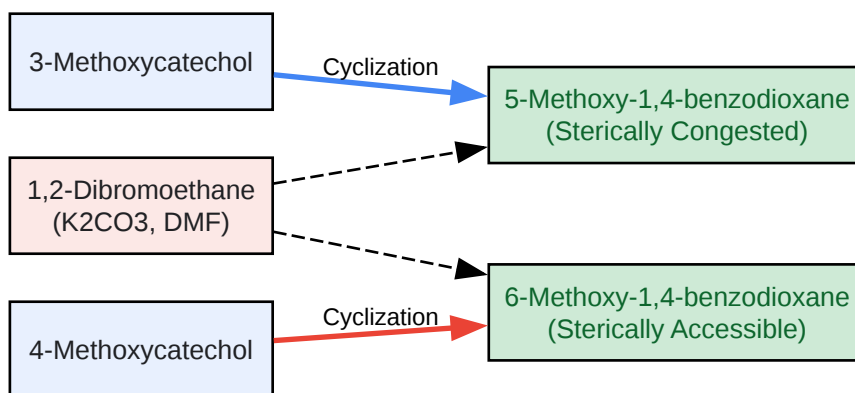 3-Methoxycatechol
Cyclization
5-Methoxy-1,4-benzodioxane
(Sterically Congested)
1,2-Dibromoethane
(K2CO3, DMF)
6-Methoxy-1,4-benzodioxane
(Sterically Accessible)
Cyclization
4-Methoxycatechol